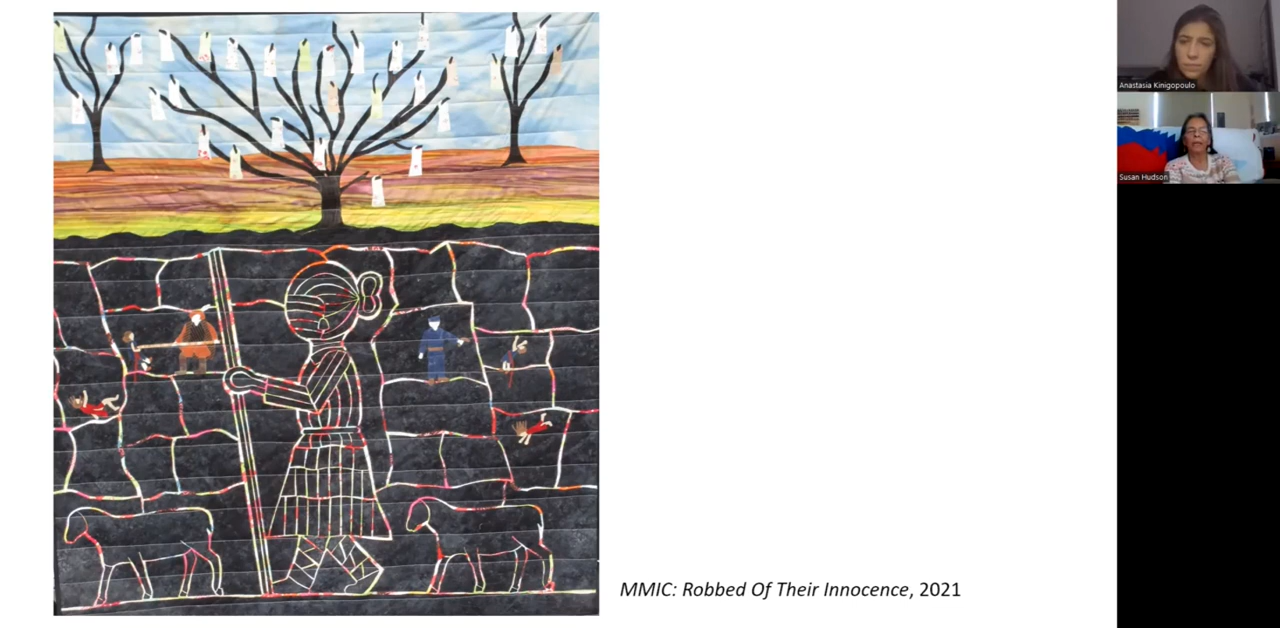 Anastasia Kinigopoulo
Susan Hudson
MMIC: Robbed Of Their Innocence, 2021